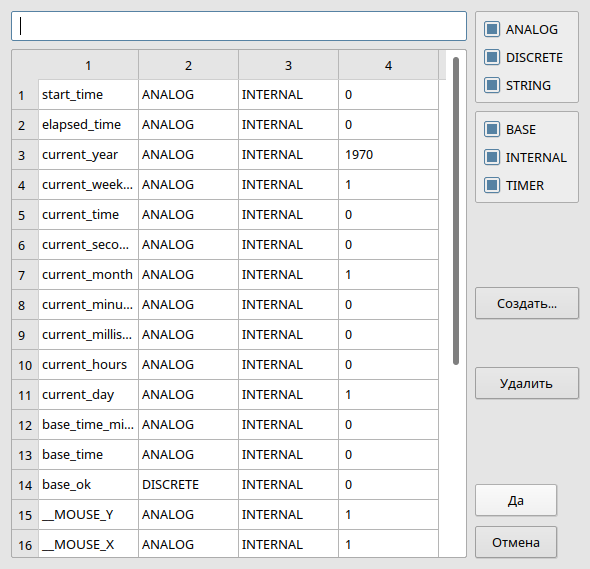 1 2 3 4
1 start_time ANALOG INTERNAL 0
2 elapsed_time ANALOG INTERNAL 0
3 current_year ANALOG INTERNAL 1970
4 current_week... ANALOG INTERNAL 1
5 current_time ANALOG INTERNAL 0
6 current_seco... ANALOG INTERNAL 0
7 current_month ANALOG INTERNAL 1
8 current_minu... ANALOG INTERNAL 0
9 current_millis... ANALOG INTERNAL 0
10 current_hours ANALOG INTERNAL 0
11 current_day ANALOG INTERNAL 1
12 base_time_mi... ANALOG INTERNAL 0
13 base_time ANALOG INTERNAL 0
14 base_ok DISCRETE INTERNAL 0
15 __MOUSE_Y ANALOG INTERNAL 1
16 __MOUSE_X ANALOG INTERNAL 1
ANALOG
DISCRETE
STRING
BASE
INTERNAL
TIMER
Создать...
Удалить
Да
Отмена